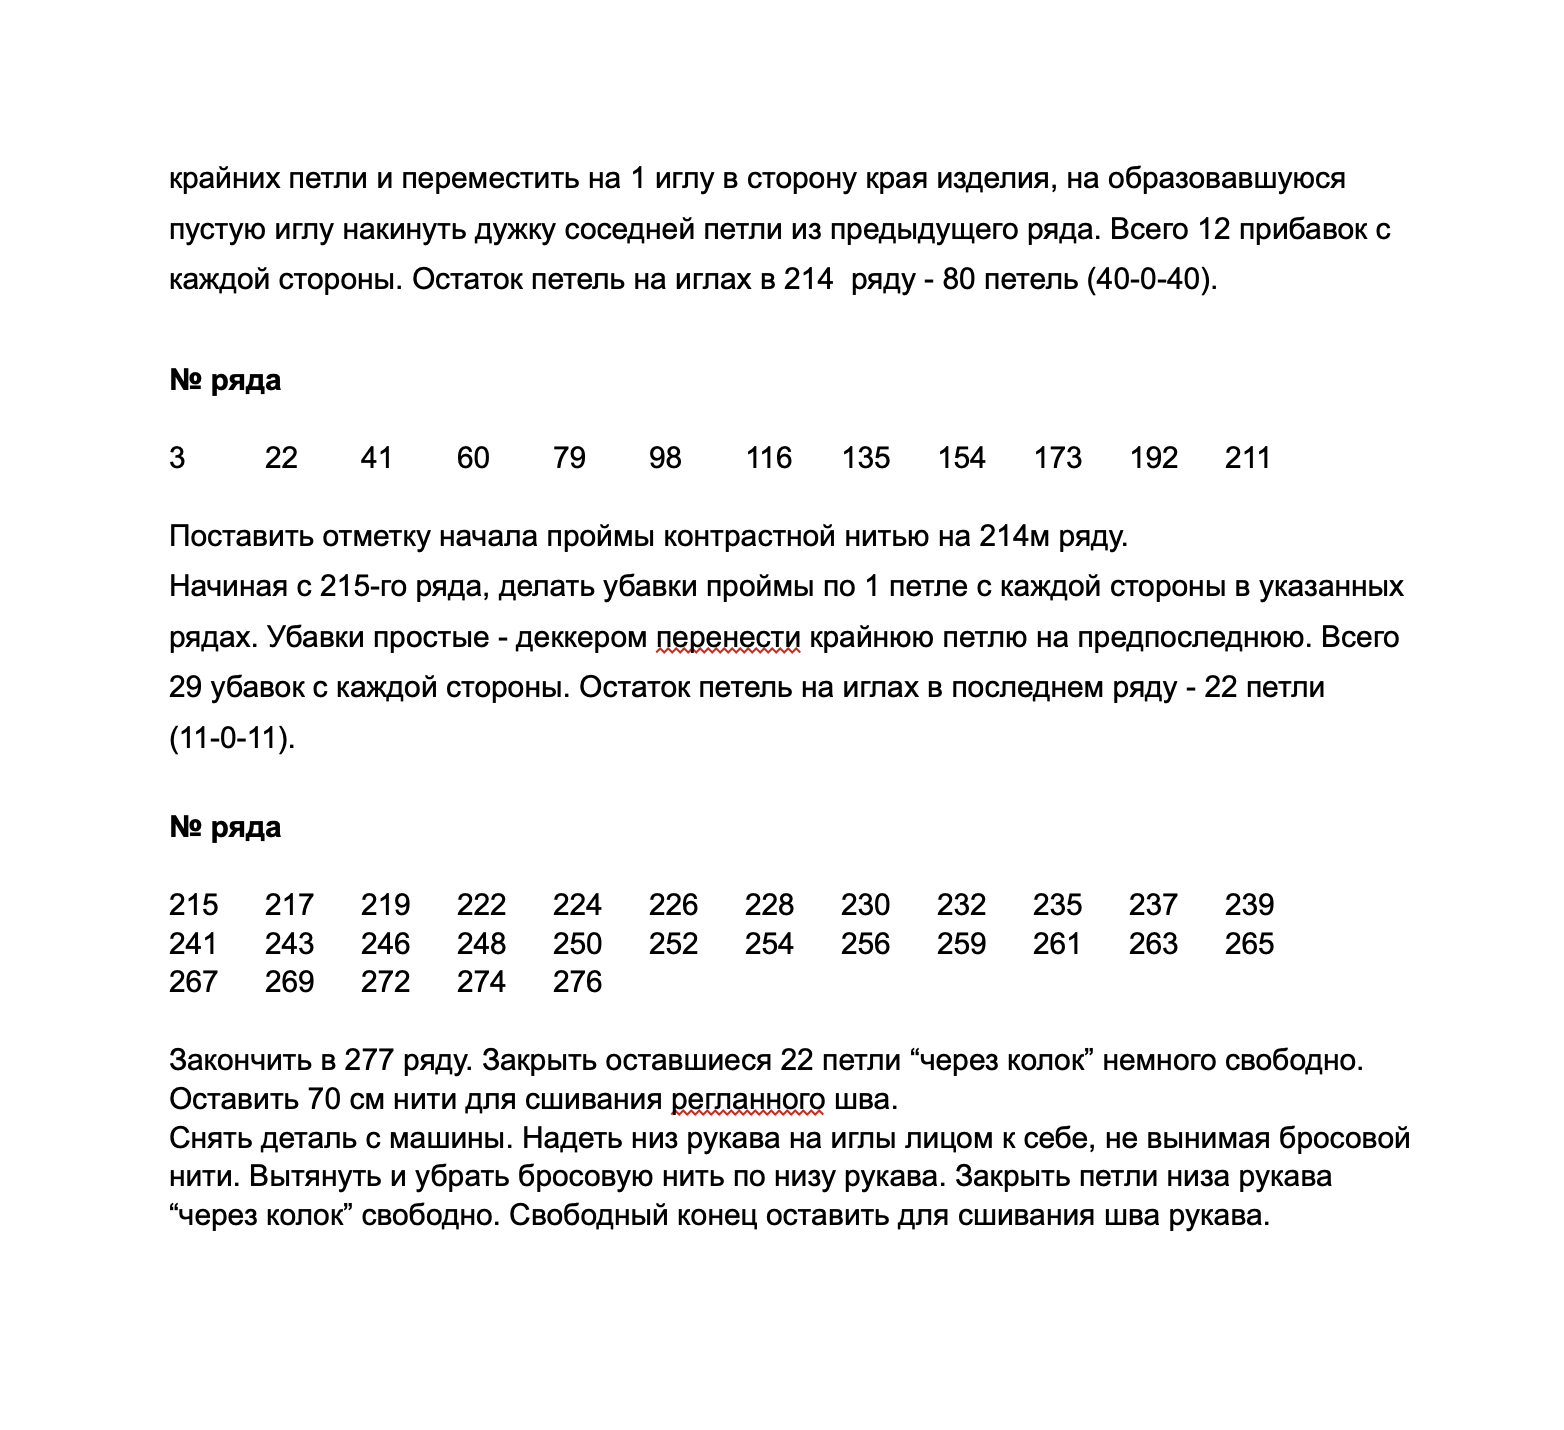 крайних петли и переместить на 1 иглу в сторону края изделия, на образовавшуюся
пустую иглу накинуть дужку соседней петли из предыдущего ряда. Всего 12 прибавок с
каждой стороны. Остаток петель на иглах в 214  ряду - 80 петель (40-0-40).
№ ряда
3 22 41 60 79 98 116 135 154 173 192 211
Поставить отметку начала проймы контрастной нитью на 214м ряду.
Начиная с 215-го ряда, делать убавки проймы по 1 петле с каждой стороны в указанных
рядах. Убавки простые - деккером перенести крайнюю петлю на предпоследнюю. Всего
29 убавок с каждой стороны. Остаток петель на иглах в последнем ряду - 22 петли
(11-0-11).
№ ряда
215 217 219 222 224 226 228 230 232 235 237 239
241 243 246 248 250 252 254 256 259 261 263 265
267 269 272 274 276
Закончить в 277 ряду. Закрыть оставшиеся 22 петли “через колок” немного свободно.
Оставить 70 см нити для сшивания регланного шва.
Снять деталь с машины. Надеть низ рукава на иглы лицом к себе, не вынимая бросовой
нити. Вытянуть и убрать бросовую нить по низу рукава. Закрыть петли низа рукава
“через колок” свободно. Свободный конец оставить для сшивания шва рукава.